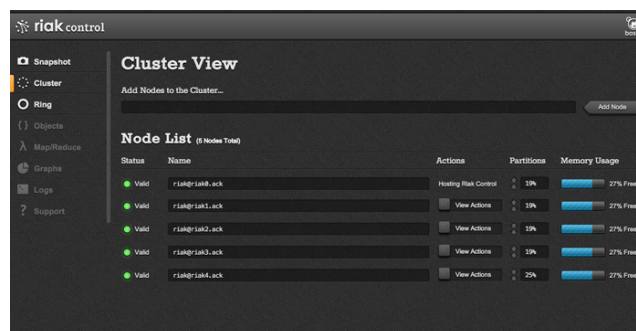 riak control
Snapshot
Cluster
Ring
Objects
Map/Reduce
Graphs
Logs
Support
Cluster View
Add Nodes to the Cluster...
Add Node
Node List (5 Nodes Total)
Status Name Actions Partitions Memory Usage
Valid riak@riak0.ack Hosting Riak Control 19% 27% Free
Valid riak@riak1.ack View Actions 19% 27% Free
Valid riak@riak2.ack View Actions 19% 27% Free
Valid riak@riak3.ack View Actions 19% 27% Free
Valid riak@riak4.ack View Actions 25% 27% Free